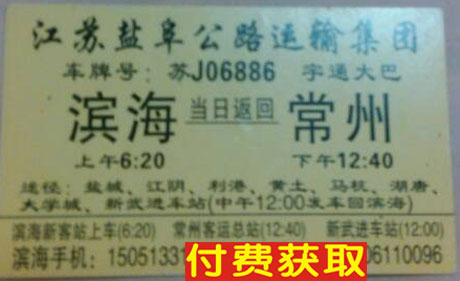 江苏盐阜公路运输集团
车牌号：苏J06886 宇通大巴
滨海 当日返回 常州
上午6:20 下午12:40
途径：盐城、江阴、利港、黄土、马杭、湖唐、
大学城、新武进车站(中午12:00发车回滨海)
滨海新客站上车(6:20) 常州客运总站(12:40) 新武进车站(12:00)
滨海手机：15051331 付费获取 06110096